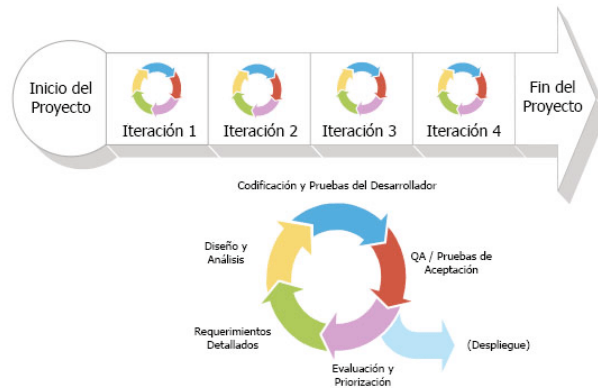 Inicio del
Proyecto
Iteración 1
Iteración 2
Iteración 3
Iteración 4
Fin del
Proyecto
Codificación y Pruebas del Desarrollador
Diseño y
Análisis
QA / Pruebas de
Aceptación
Requerimientos
Detallados
(Despliegue)
Evaluación y
Priorización